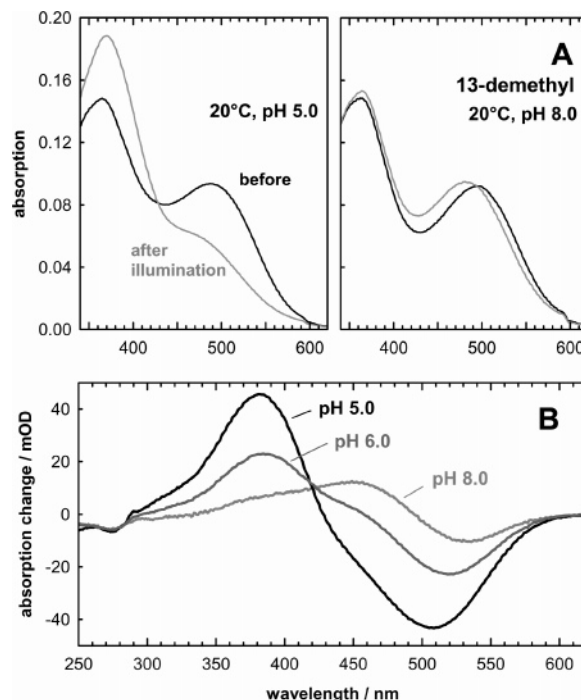 A
13-demethyl
20°C, pH 5.0
20°C, pH 8.0
before
after
illumination
absorption
0.20
0.16
0.12
0.08
0.04
0.00
400 500 600
400 500 600
B
pH 5.0
pH 6.0
pH 8.0
absorption change / mOD
40
20
0
-20
-40
250 300 350 400 450 500 550 600
wavelength / nm